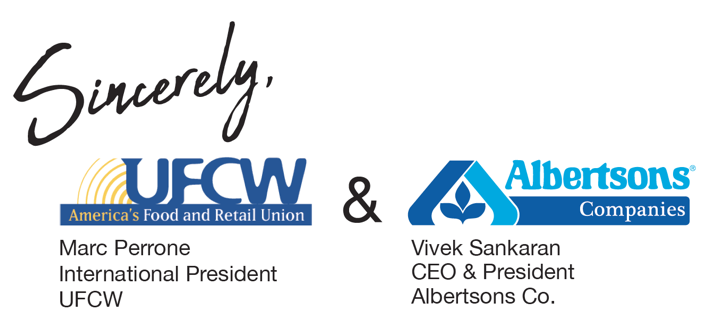 Sincerely,
UFCW
America's Food and Retail Union
&
Albertsons®
Companies
Marc Perrone
International President
UFCW
Vivek Sankaran
CEO & President
Albertsons Co.